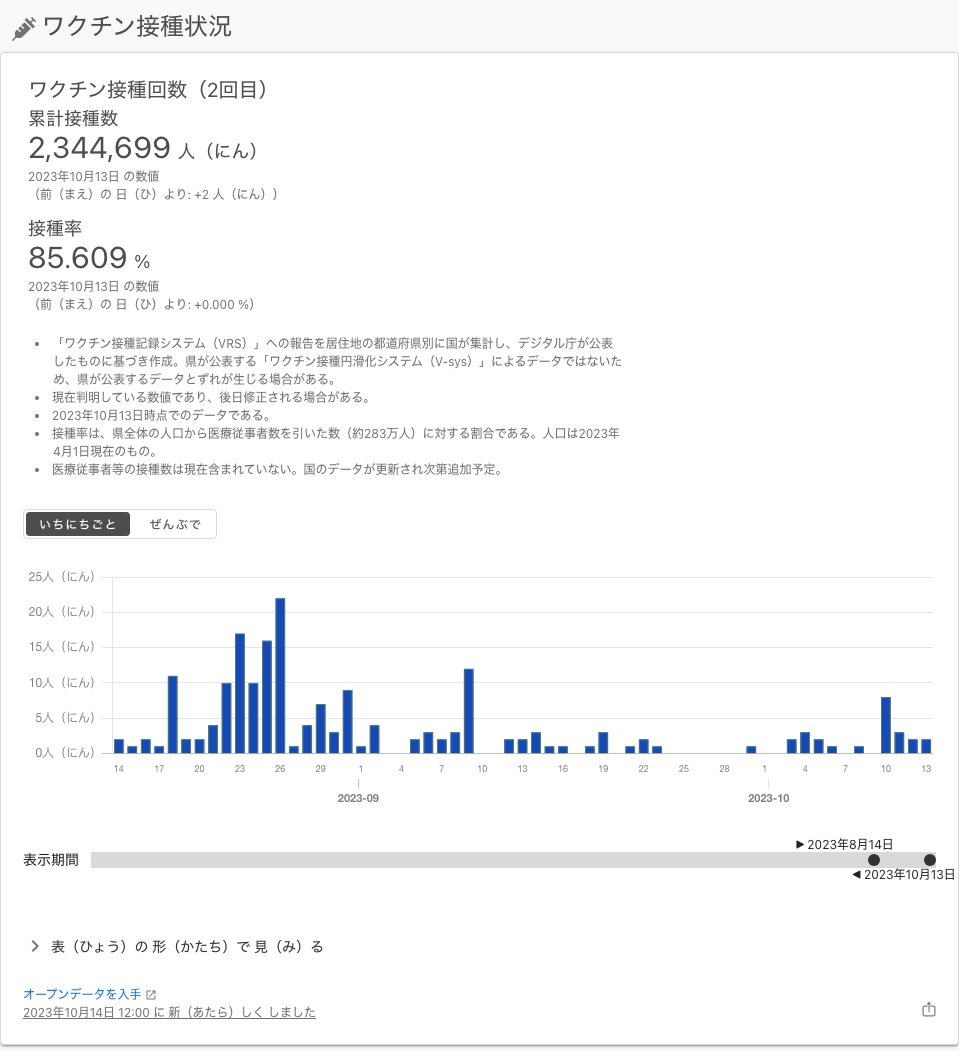 ワクチン接種状況
ワクチン接種回数（2回目）
累計接種数
2,344,699 人（にん）
2023年10月13日 の数値
（前（まえ）の 日（ひ）より: +2 人（にん））
接種率
85.609 %
2023年10月13日 の数値
（前（まえ）の 日（ひ）より: +0.000 %）
• 「ワクチン接種記録システム（VRS）」への報告を居住地の都道府県別に国が集計し、デジタル庁が公表
したものに基づき作成。県が公表する「ワクチン接種円滑化システム（V-sys）」によるデータではないた
め、県が公表するデータとずれが生じる場合がある。
• 現在判明している数値であり、後日修正される場合がある。
• 2023年10月13日時点でのデータである。
• 接種率は、県全体の人口から医療従事者数を引いた数（約283万人）に対する割合である。人口は2023年
4月1日現在のもの。
• 医療従事者等の接種数は現在含まれていない。国のデータが更新され次第追加予定。
いちにちごと ぜんぶで
25人（にん）
20人（にん）
15人（にん）
10人（にん）
5人（にん）
0人（にん）
14 17 20 23 26 29 1 4 7 10 13 16 19 22 25 28 1 4 7 10 13
2023-09 2023-10
▶ 2023年8月14日
表示期間
◀ 2023年10月13日
表（ひょう）の 形（かたち）で 見（み）る
オープンデータを入手
2023年10月14日 12:00 に 新（あたら）しく しました